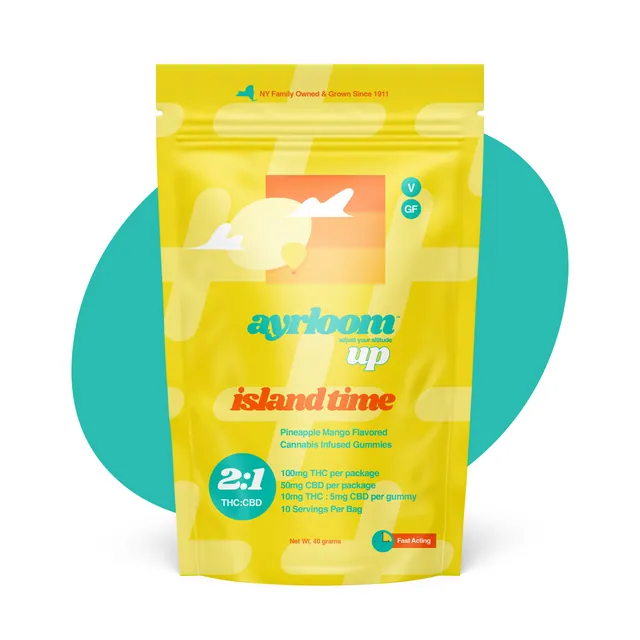 NY Family Owned & Grown Since 1911
V
GF
ayrloom™
adjust your altitude
up
island time
Pineapple Mango Flavored
Cannabis Infused Gummies
2:1
THC:CBD
100mg THC per package
50mg CBD per package
10mg THC : 5mg CBD per gummy
10 Servings Per Bag
Net Wt. 40 grams
Fast Acting